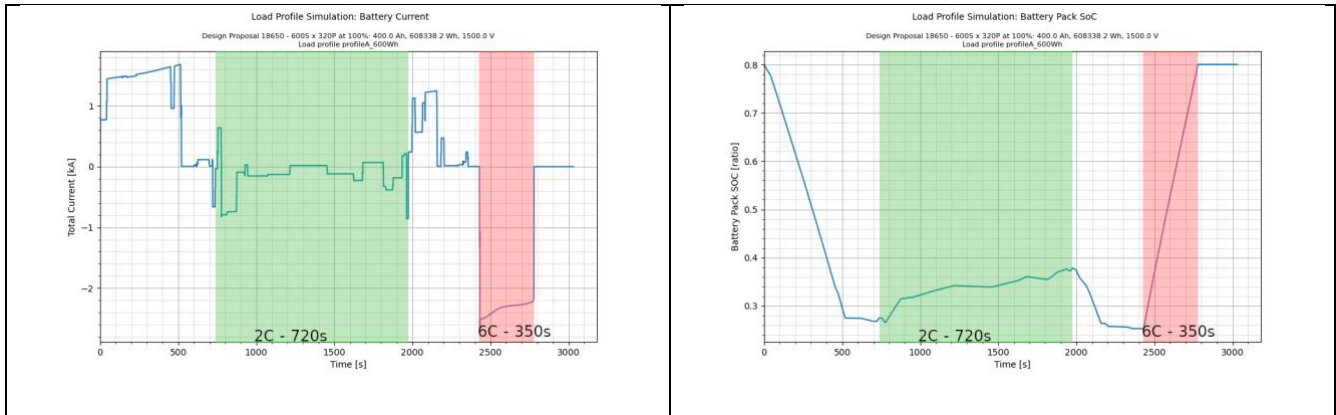 Load Profile Simulation: Battery Current
Design Proposal 18650 - 600S x 320P at 100%: 400.0 Ah, 608338.2 Wh, 1500.0 V
Load profile profileA_600Wh
Total Current [kA]
1
0
−1
−2
2C - 720s
6C - 350s
0
500
1000
1500
2000
2500
3000
Time [s]
Load Profile Simulation: Battery Pack SoC
Design Proposal 18650 - 600S x 320P at 100%: 400.0 Ah, 608338.2 Wh, 1500.0 V
Load profile profileA_600Wh
Battery Pack SOC [ratio]
0.8
0.7
0.6
0.5
0.4
0.3
2C - 720s
6C - 350s
0
500
1000
1500
2000
2500
3000
Time [s]